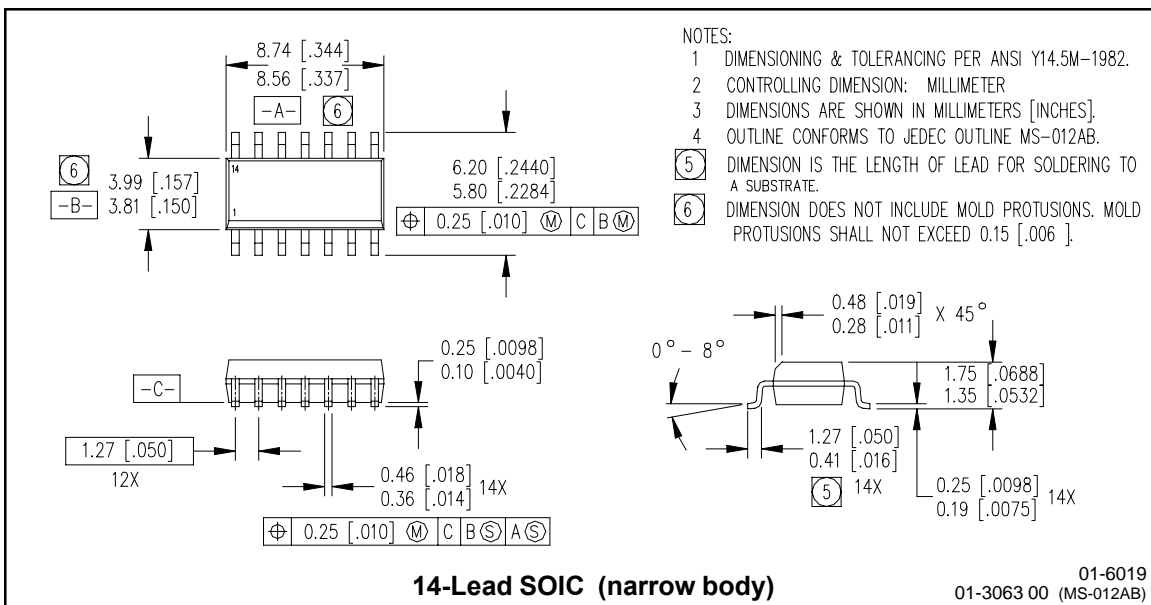 8.74 [.344]
8.56 [.337]
-A- 6
6
3.99 [.157]
-B- 3.81 [.150]
14
1
6.20 [.2440]
5.80 [.2284]
⌖ 0.25 [.010] Ⓜ C B Ⓜ
NOTES:
1 DIMENSIONING & TOLERANCING PER ANSI Y14.5M-1982.
2 CONTROLLING DIMENSION: MILLIMETER
3 DIMENSIONS ARE SHOWN IN MILLIMETERS [INCHES].
4 OUTLINE CONFORMS TO JEDEC OUTLINE MS-012AB.
5 DIMENSION IS THE LENGTH OF LEAD FOR SOLDERING TO
A SUBSTRATE.
6 DIMENSION DOES NOT INCLUDE MOLD PROTUSIONS. MOLD
PROTUSIONS SHALL NOT EXCEED 0.15 [.006 ].
-C-
0.25 [.0098]
0.10 [.0040]
1.27 [.050]
12X
0.46 [.018]
0.36 [.014] 14X
⌖ 0.25 [.010] Ⓜ C B Ⓢ A Ⓢ
0.48 [.019]
0.28 [.011] X 45°
0°-8°
1.75 [.0688]
1.35 [.0532]
1.27 [.050]
0.41 [.016]
5 14X
0.25 [.0098]
0.19 [.0075] 14X
14-Lead SOIC (narrow body)
01-6019
01-3063 00 (MS-012AB)